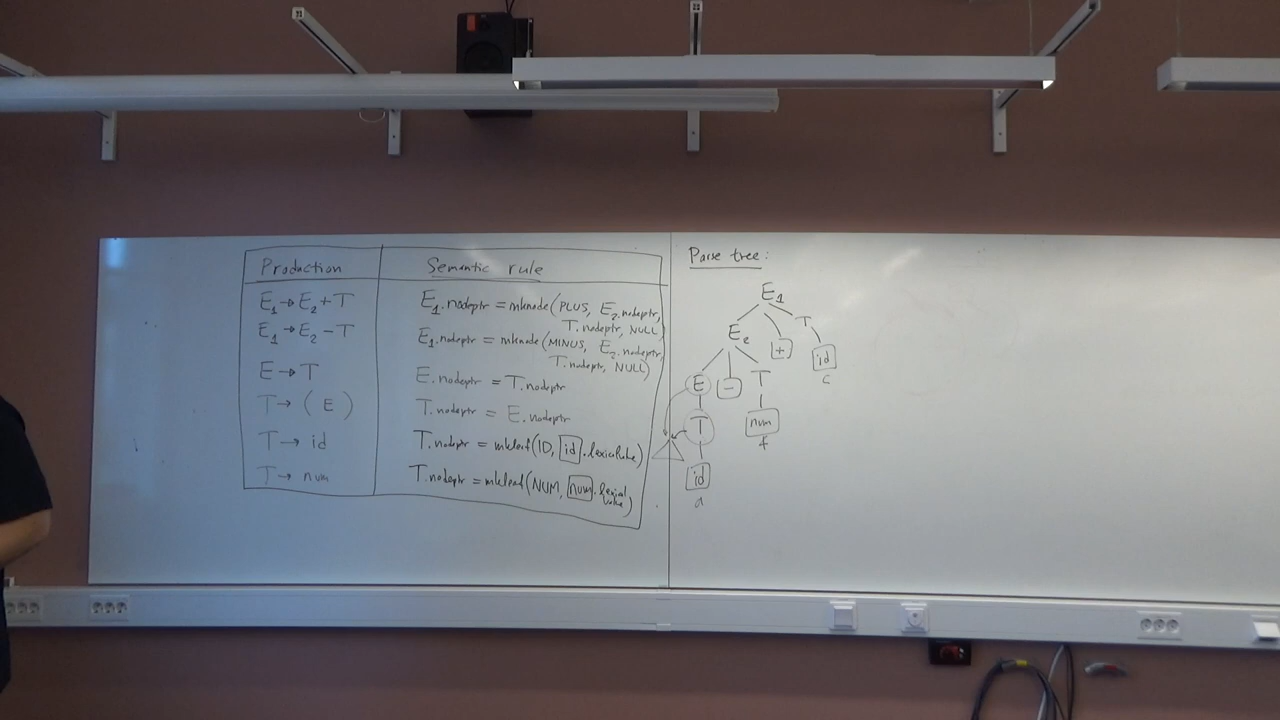 Production Semantic rule
E₁ → E₂ + T E₁.nodeptr = mknode(PLUS, E₂.nodeptr,
T.nodeptr, NULL)
E₁ → E₂ - T E₁.nodeptr = mknode(MINUS, E₂.nodeptr,
T.nodeptr, NULL)
E → T E.nodeptr = T.nodeptr
T → (E) T.nodeptr = E.nodeptr
T → id T.nodeptr = mkleaf(ID, id.lexicalvalue)
T → num T.nodeptr = mkleaf(NUM, num.lexical
value)
Parse tree:
E₁
E₂ + T
id
c
E - T
T num
id
a